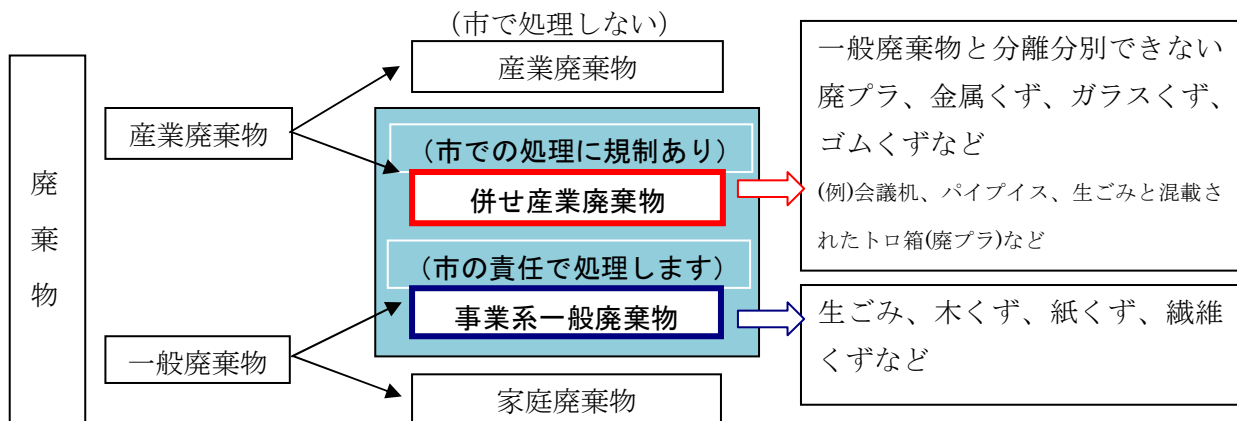 廃棄物
産業廃棄物
一般廃棄物
（市で処理しない）
産業廃棄物
（市での処理に規制あり）
併せ産業廃棄物
（市の責任で処理します）
事業系一般廃棄物
家庭廃棄物
一般廃棄物と分離分別できない
廃プラ、金属くず、ガラスくず、
ゴムくずなど
(例)会議机、パイプイス、生ごみと混載さ
れたトロ箱(廃プラ)など
生ごみ、木くず、紙くず、繊維
くずなど